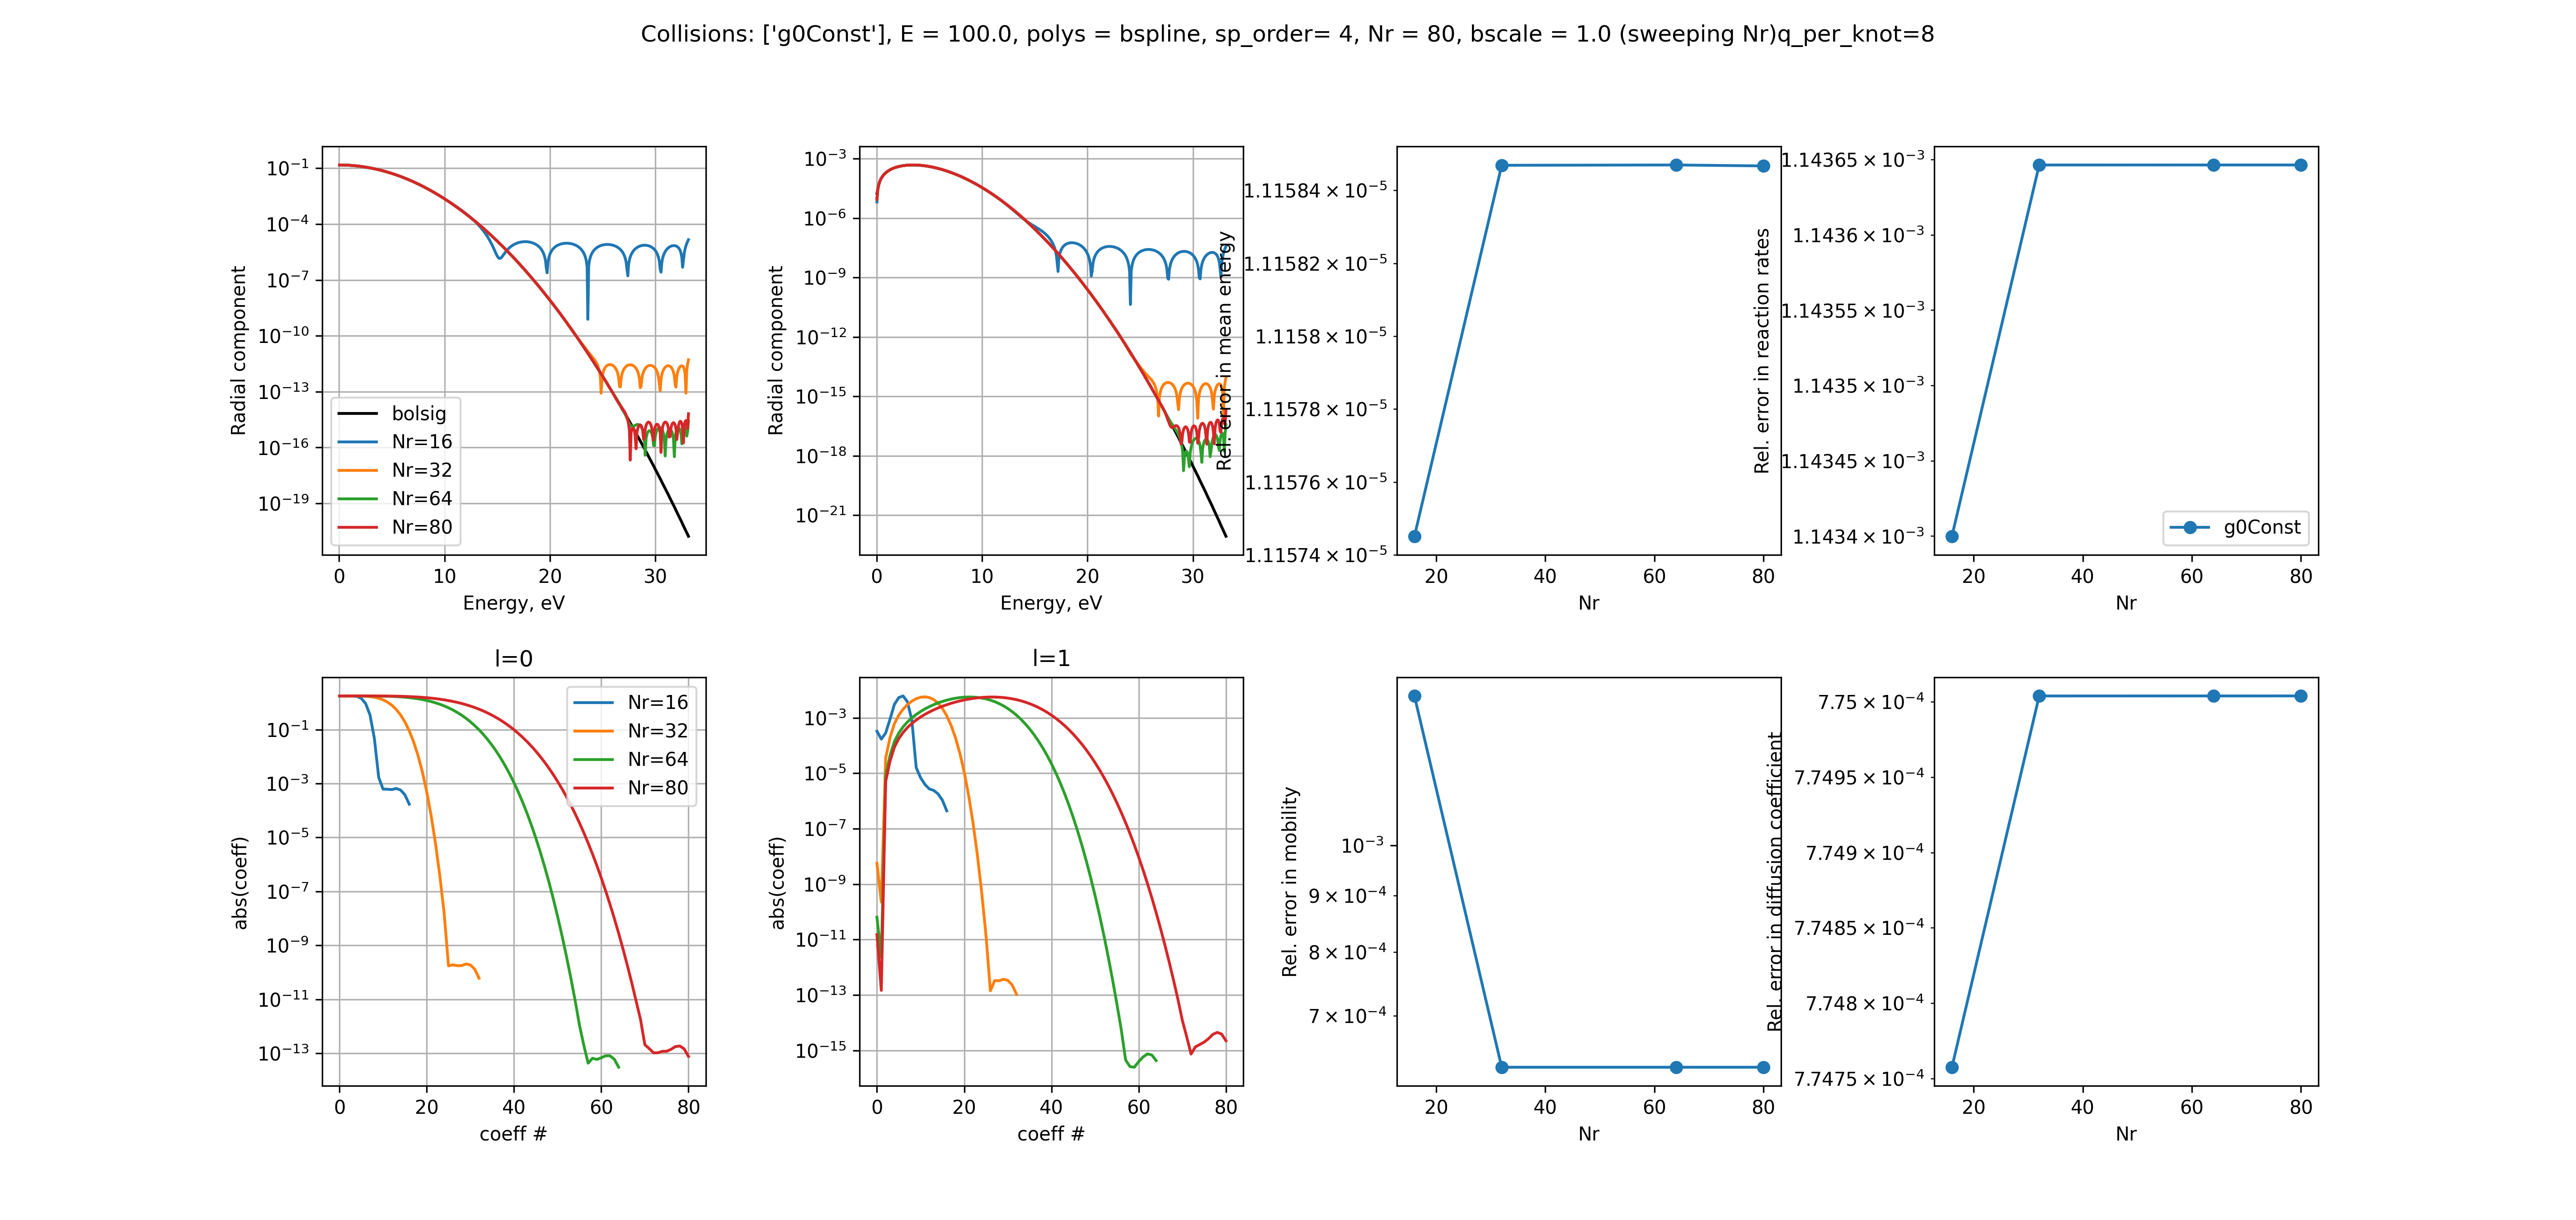 Collisions: ['g0Const'], E = 100.0, polys = bspline, sp_order= 4, Nr = 80, bscale = 1.0 (sweeping Nr)q_per_knot=8
Radial component
10⁻¹
10⁻⁴
10⁻⁷
10⁻¹⁰
10⁻¹³
10⁻¹⁶
10⁻¹⁹
bolsig
Nr=16
Nr=32
Nr=64
Nr=80
0 10 20 30
Energy, eV
Radial component
10⁻³
10⁻⁶
10⁻⁹
10⁻¹²
10⁻¹⁵
10⁻¹⁸
10⁻²¹
0 10 20 30
Energy, eV
Rel. error in mean energy
1.11584 × 10⁻⁵
1.11582 × 10⁻⁵
1.1158 × 10⁻⁵
1.11578 × 10⁻⁵
1.11576 × 10⁻⁵
1.11574 × 10⁻⁵
20 40 60 80
Nr
Rel. error in reaction rates
1.14365 × 10⁻³
1.1436 × 10⁻³
1.14355 × 10⁻³
1.1435 × 10⁻³
1.14345 × 10⁻³
1.1434 × 10⁻³
g0Const
20 40 60 80
Nr
l=0
abs(coeff)
10⁻¹
10⁻³
10⁻⁵
10⁻⁷
10⁻⁹
10⁻¹¹
10⁻¹³
Nr=16
Nr=32
Nr=64
Nr=80
0 20 40 60 80
coeff #
l=1
abs(coeff)
10⁻³
10⁻⁵
10⁻⁷
10⁻⁹
10⁻¹¹
10⁻¹³
10⁻¹⁵
0 20 40 60 80
coeff #
Rel. error in mobility
10⁻³
9 × 10⁻⁴
8 × 10⁻⁴
7 × 10⁻⁴
20 40 60 80
Nr
Rel. error in diffusion coefficient
7.75 × 10⁻⁴
7.7495 × 10⁻⁴
7.749 × 10⁻⁴
7.7485 × 10⁻⁴
7.748 × 10⁻⁴
7.7475 × 10⁻⁴
20 40 60 80
Nr